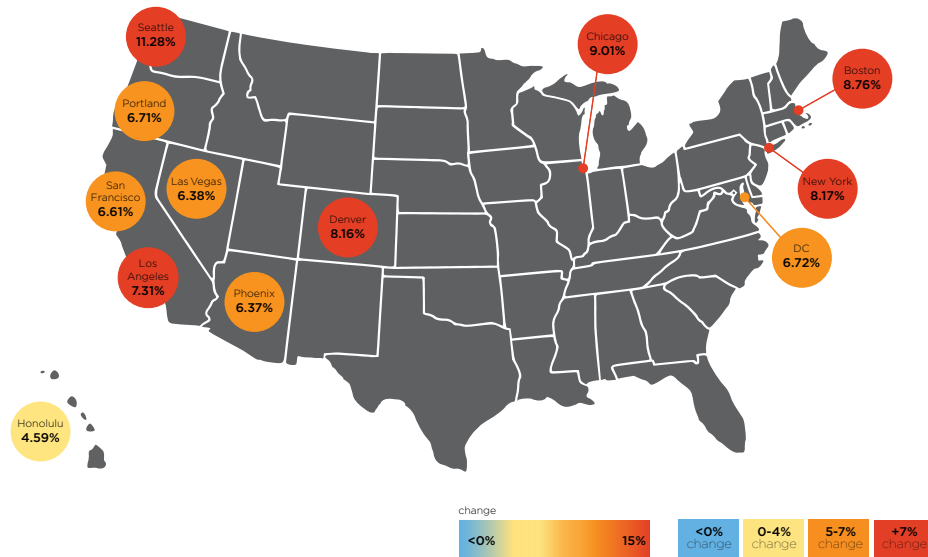 Seattle
11.28%
Chicago
9.01%
Boston
8.76%
Portland
6.71%
San
Francisco
6.61%
Las Vegas
6.38%
New York
8.17%
Denver
8.16%
DC
6.72%
Los
Angeles
7.31%
Phoenix
6.37%
Honolulu
4.59%
change
<0%
15%
<0%
change
0-4%
change
5-7%
change
+7%
change